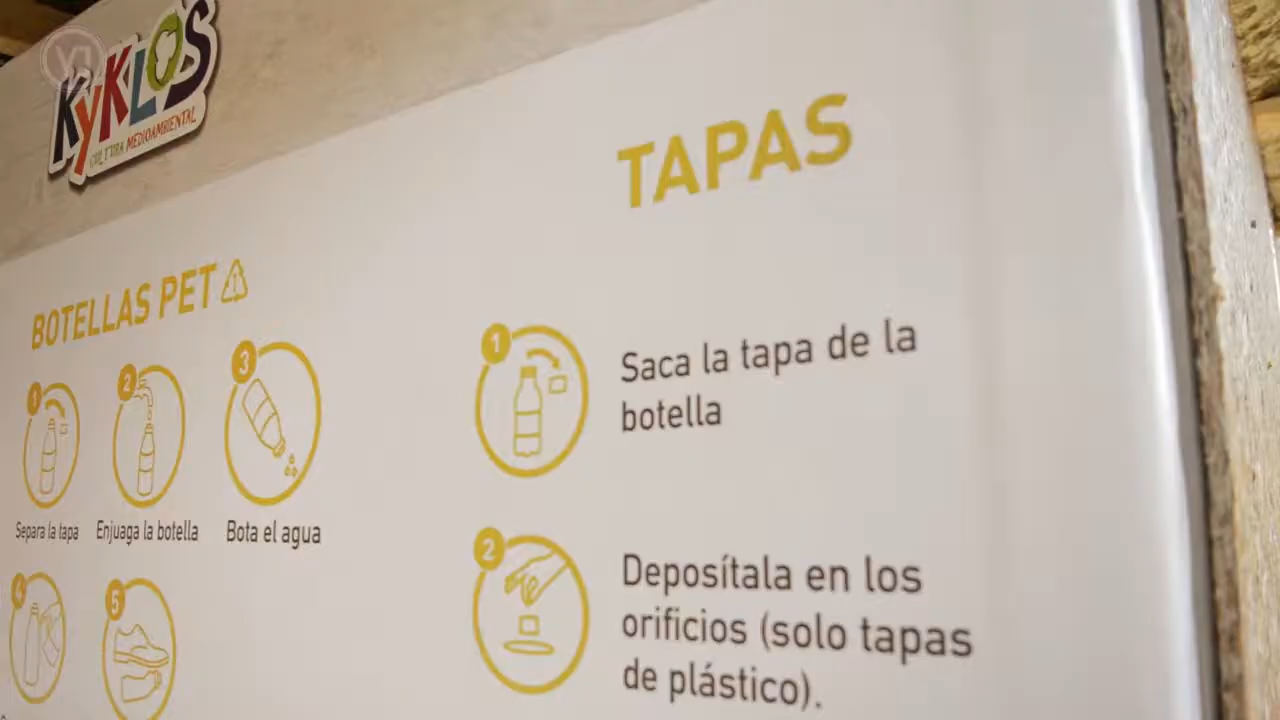 KYKLOS
CULTURA MEDIOAMBIENTAL
TAPAS
BOTELLAS PET 1
1
2
3
Separa la tapa
Enjuaga la botella
Bota el agua
4
5
1
Saca la tapa de la
botella
2
Deposítala en los
orificios (solo tapas
de plástico).